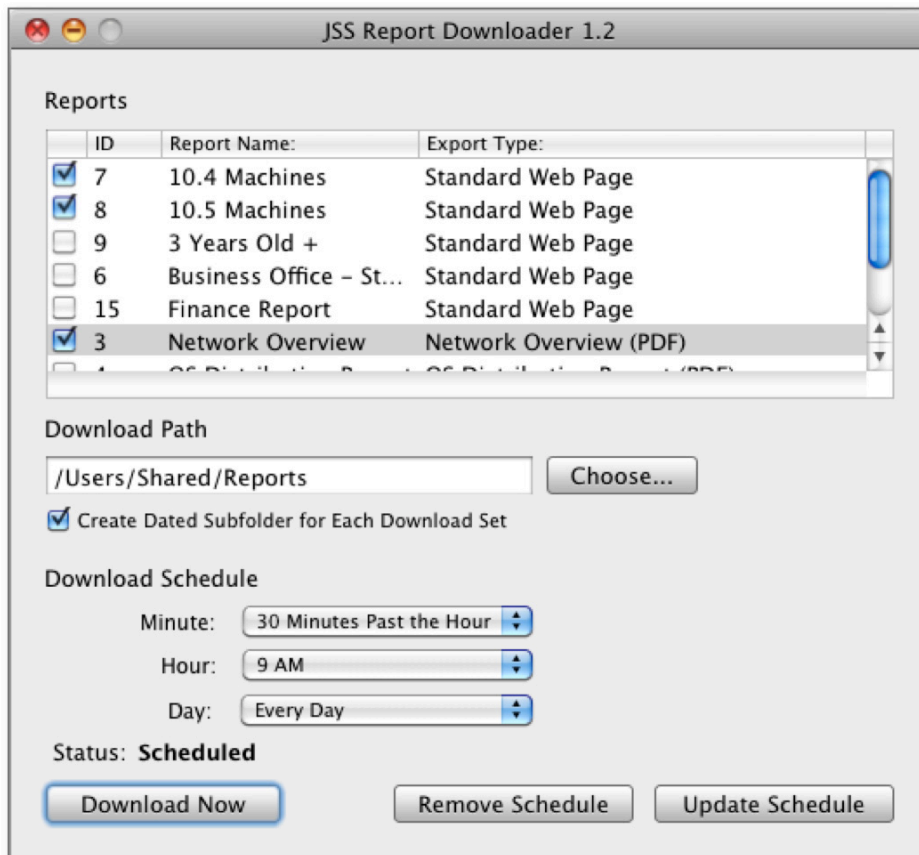 JSS Report Downloader 1.2
Reports
ID Report Name: Export Type:
7 10.4 Machines Standard Web Page
8 10.5 Machines Standard Web Page
9 3 Years Old + Standard Web Page
6 Business Office – St... Standard Web Page
15 Finance Report Standard Web Page
3 Network Overview Network Overview (PDF)
Download Path
/Users/Shared/Reports Choose...
Create Dated Subfolder for Each Download Set
Download Schedule
Minute: 30 Minutes Past the Hour
Hour: 9 AM
Day: Every Day
Status: Scheduled
Download Now Remove Schedule Update Schedule